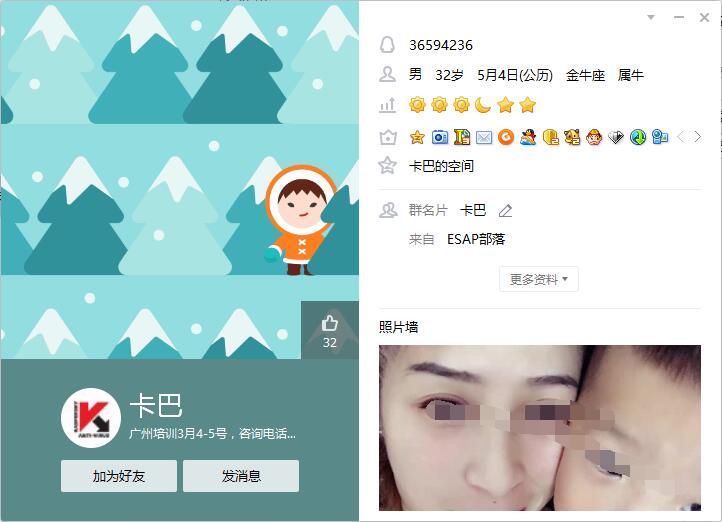 36594236
男 32岁 5月4日(公历) 金牛座 属牛
卡巴的空间
群名片 卡巴
来自 ESAP部落
更多资料
照片墙
32
卡巴
广州培训3月4-5号，咨询电话...
加为好友 发消息